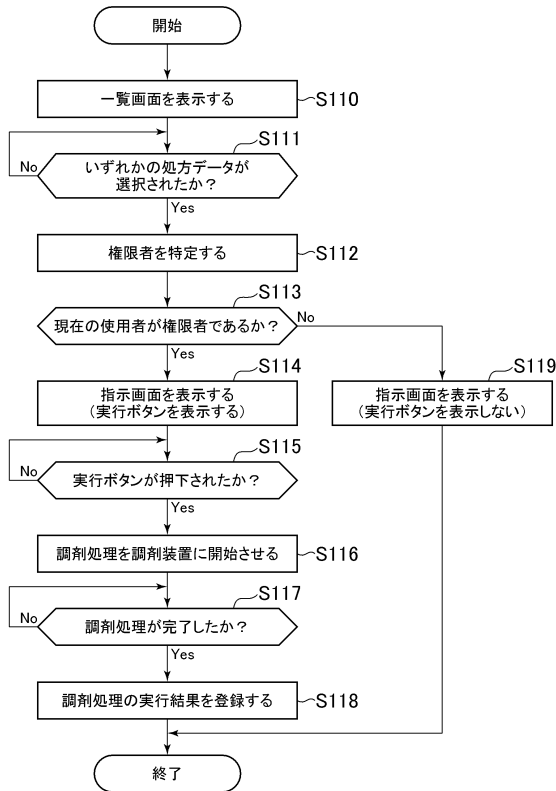 開始
一覧画面を表示する
S110
S111
No
いずれかの処方データが
選択されたか？
Yes
権限者を特定する
S112
S113
現在の使用者が権限者であるか？
No
Yes
S114
指示画面を表示する
(実行ボタンを表示する)
S119
指示画面を表示する
(実行ボタンを表示しない)
S115
No
実行ボタンが押下されたか？
Yes
調剤処理を調剤装置に開始させる
S116
S117
No
調剤処理が完了したか？
Yes
調剤処理の実行結果を登録する
S118
終了